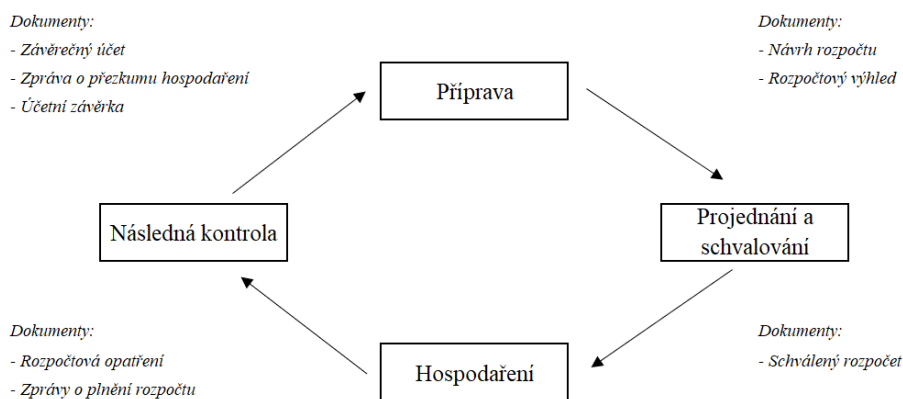 Dokumenty:
- Závěrečný účet
- Zpráva o přezkumu hospodaření
- Účetní závěrka
Dokumenty:
- Návrh rozpočtu
- Rozpočtový výhled
Příprava
Následná kontrola
Projednání a
schvalování
Dokumenty:
- Rozpočtová opatření
- Zprávy o plnění rozpočtu
Hospodaření
Dokumenty:
- Schválený rozpočet